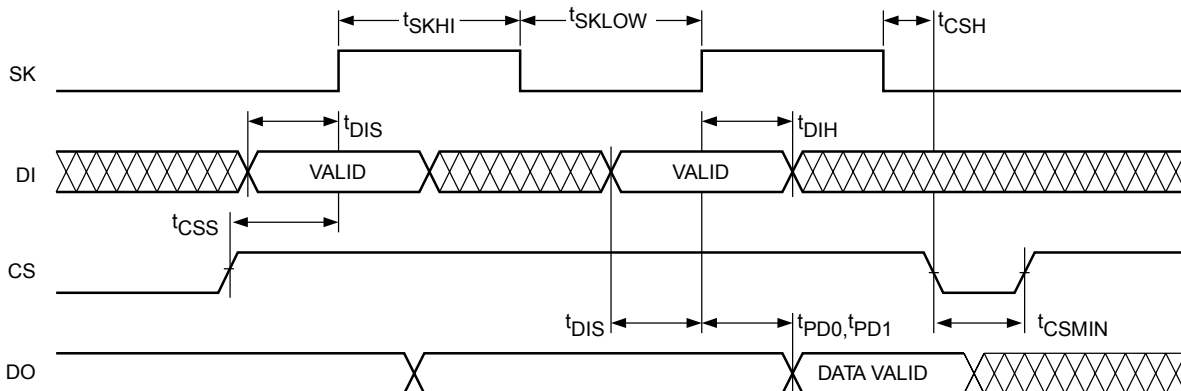 tSKHI tSKLOW tCSH
SK
tDIS tDIH
DI VALID VALID
tCSS
CS
tDIS tPD0,tPD1 tCSMIN
DO DATA VALID